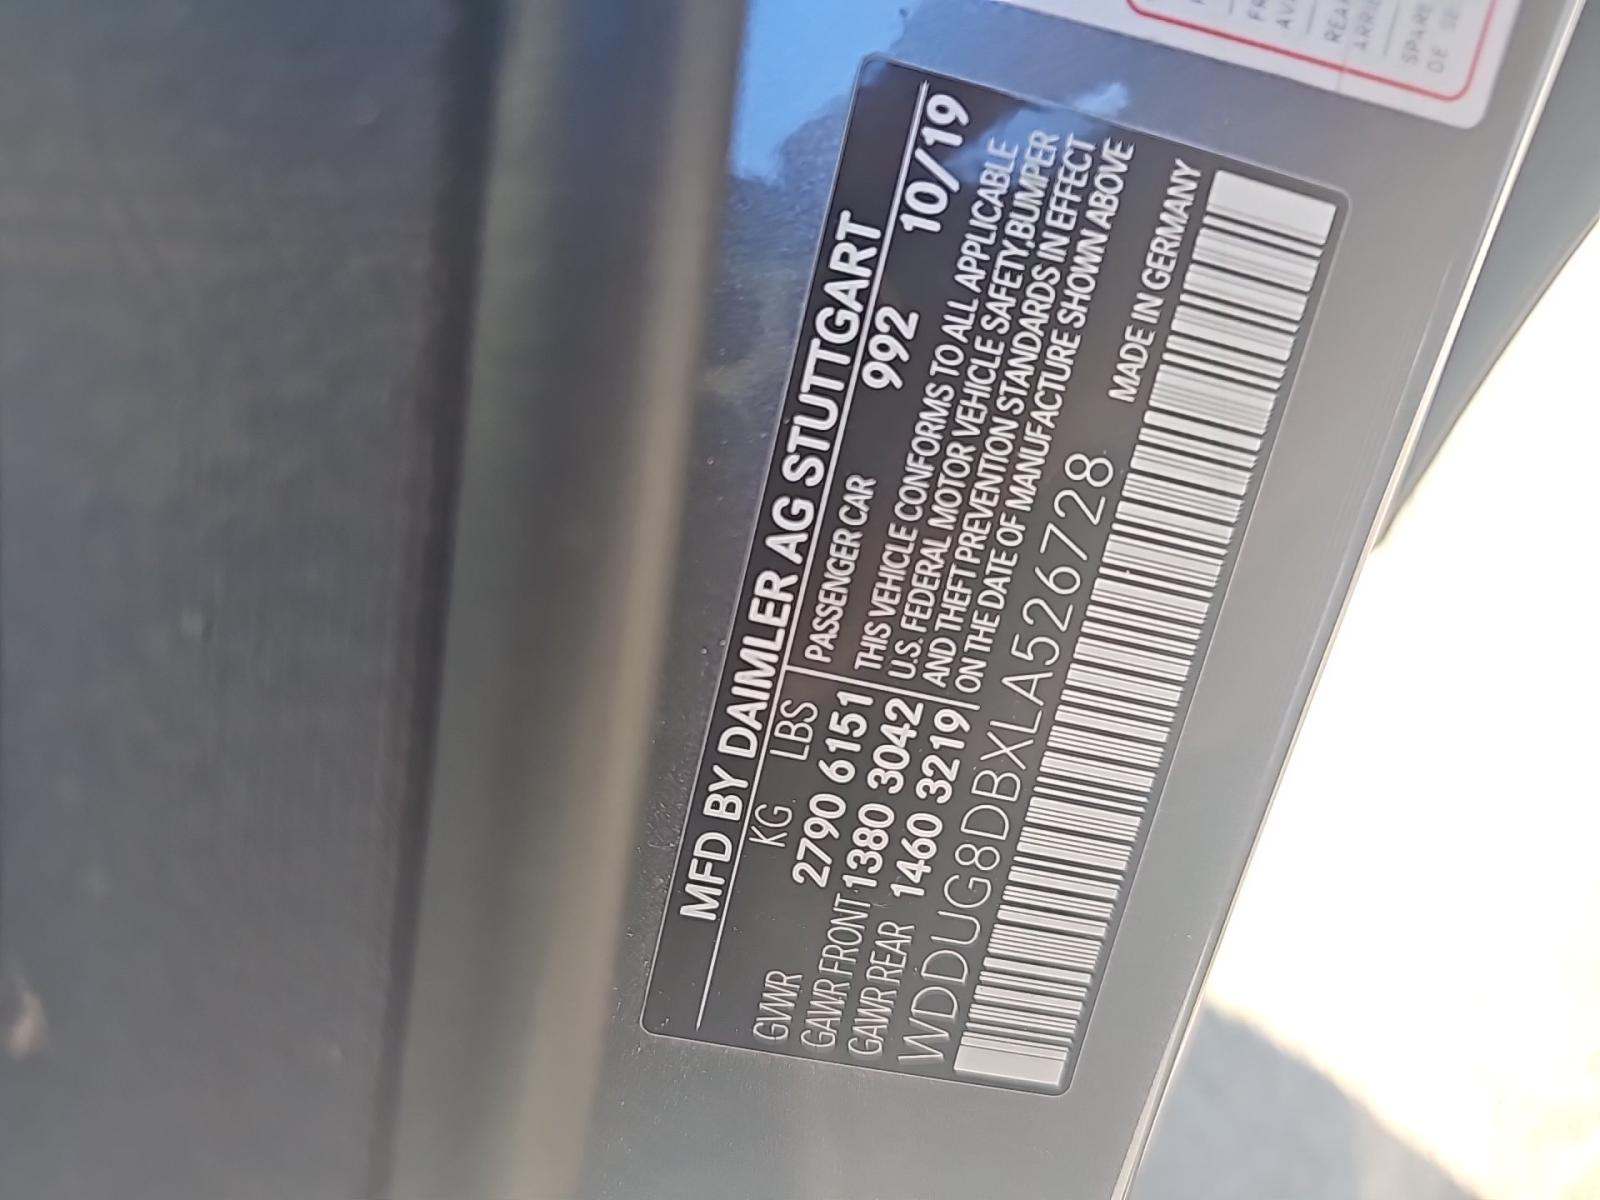 MFD BY DAIMLER AG STUTTGART
KG LBS PASSENGER CAR 992 10/19
GVWR 2790 6151 THIS VEHICLE CONFORMS TO ALL APPLICABLE
GAWR FRONT 1380 3042 U.S. FEDERAL MOTOR VEHICLE SAFETY,BUMPER
GAWR REAR 1460 3219 AND THEFT PREVENTION STANDARDS IN EFFECT
ON THE DATE OF MANUFACTURE SHOWN ABOVE
WDDUG8DBXLA526728 MADE IN GERMANY
SPARE
DE